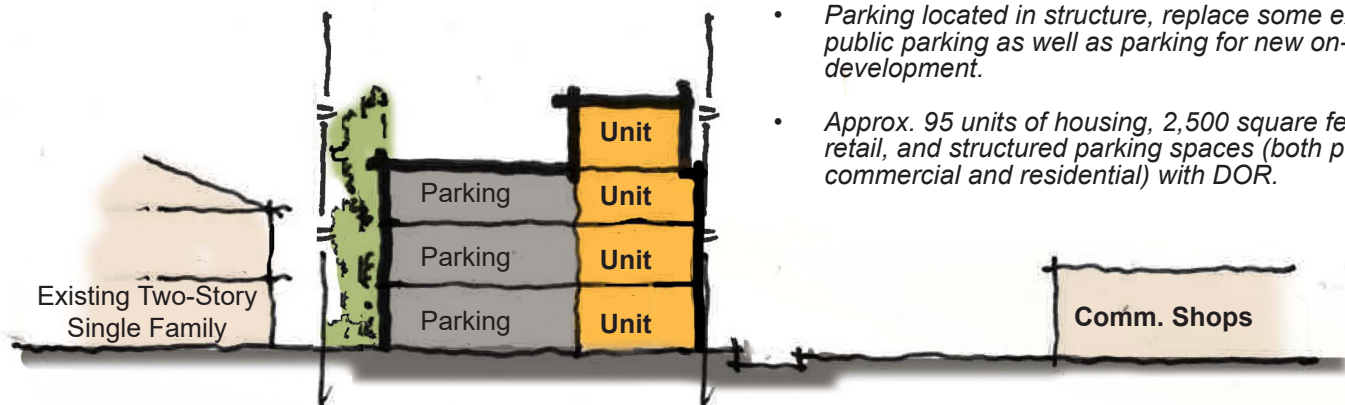 • Parking located in structure, replace some
public parking as well as parking for new on-
development.
• Approx. 95 units of housing, 2,500 square
retail, and structured parking spaces (both
commercial and residential) with DOR.
Unit
Parking
Unit
Parking
Unit
Existing Two-Story
Single Family
Parking
Unit
Comm. Shops